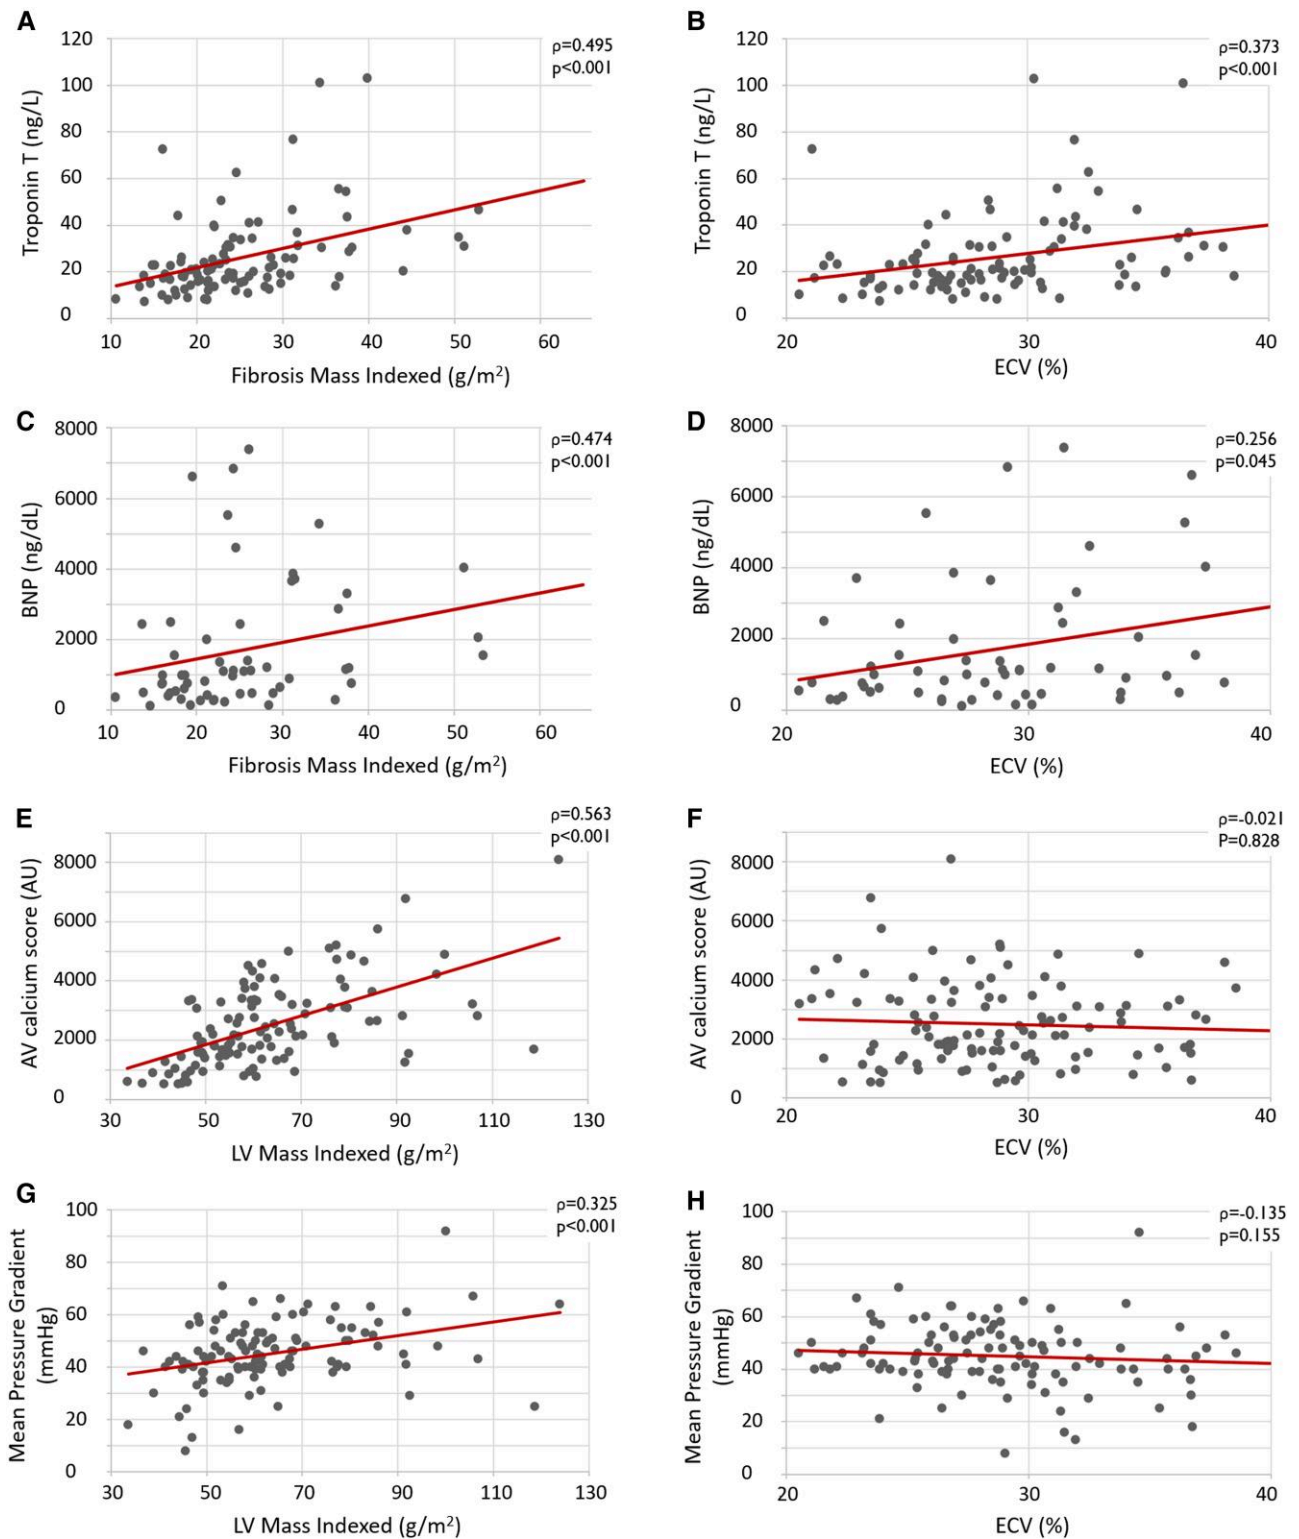 A
B
ρ=0.495
p<0.001
ρ=0.373
p<0.001
Troponin T (ng/L)
120
100
80
60
40
20
0
10 20 30 40 50 60
Fibrosis Mass Indexed (g/m²)
Troponin T (ng/L)
120
100
80
60
40
20
0
20 30 40
ECV (%)
C
D
ρ=0.474
p<0.001
ρ=0.256
p=0.045
BNP (ng/dL)
8000
6000
4000
2000
0
10 20 30 40 50 60
Fibrosis Mass Indexed (g/m²)
BNP (ng/dL)
8000
6000
4000
2000
0
20 30 40
ECV (%)
E
F
ρ=0.563
p<0.001
ρ=-0.021
P=0.828
AV calcium score (AU)
8000
6000
4000
2000
0
30 50 70 90 110 130
LV Mass Indexed (g/m²)
AV calcium score (AU)
8000
6000
4000
2000
0
20 30 40
ECV (%)
G
H
ρ=0.325
p<0.001
ρ=-0.135
p=0.155
Mean Pressure Gradient
(mmHg)
100
80
60
40
20
0
30 50 70 90 110 130
LV Mass Indexed (g/m²)
Mean Pressure Gradient
(mmHg)
100
80
60
40
20
0
20 30 40
ECV (%)